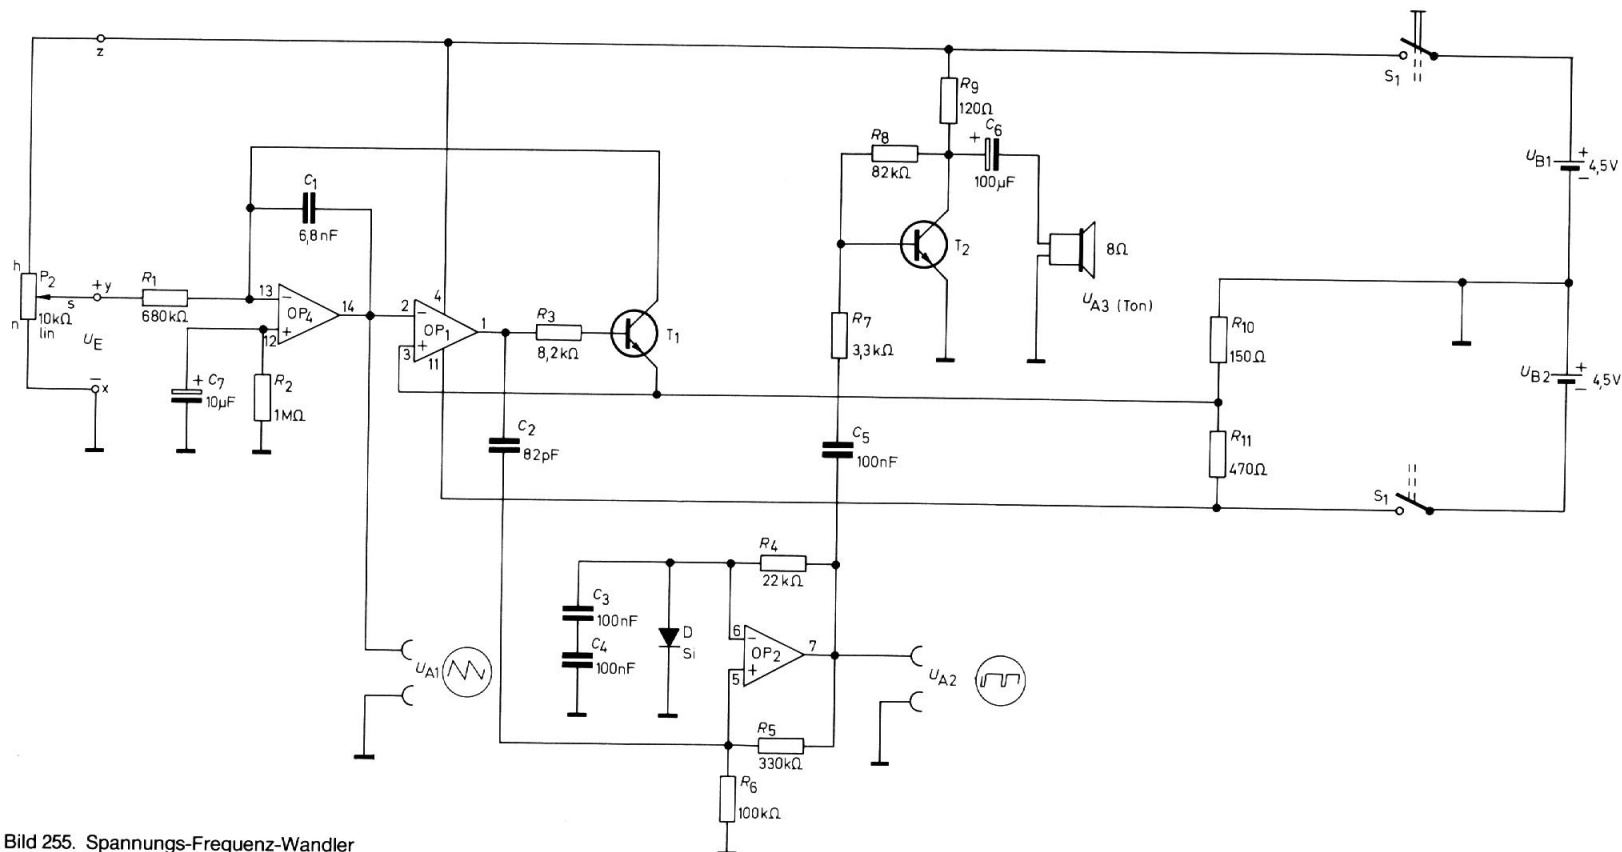 z
S1
R9
120Ω
C6
+
100µF
R8
82kΩ
UB1
+
4,5V
−
C1
6,8nF
T2
8Ω
UA3 (Ton)
h
P2
s
10kΩ
lin
n
+y
R1
680kΩ
UE
−
x
13
−
OP4
14
+
12
+
C7
10µF
R2
1MΩ
2
−
4
OP1
1
+
3
11
R3
8,2kΩ
T1
R7
3,3kΩ
R10
150Ω
UB2
+
4,5V
−
C2
82pF
C5
100nF
R11
470Ω
S1
R4
22kΩ
C3
100nF
C4
100nF
D
Si
6
−
OP2
7
+
5
UA1
UA2
R5
330kΩ
R6
100kΩ
Bild 255. Spannungs-Frequenz-Wandler